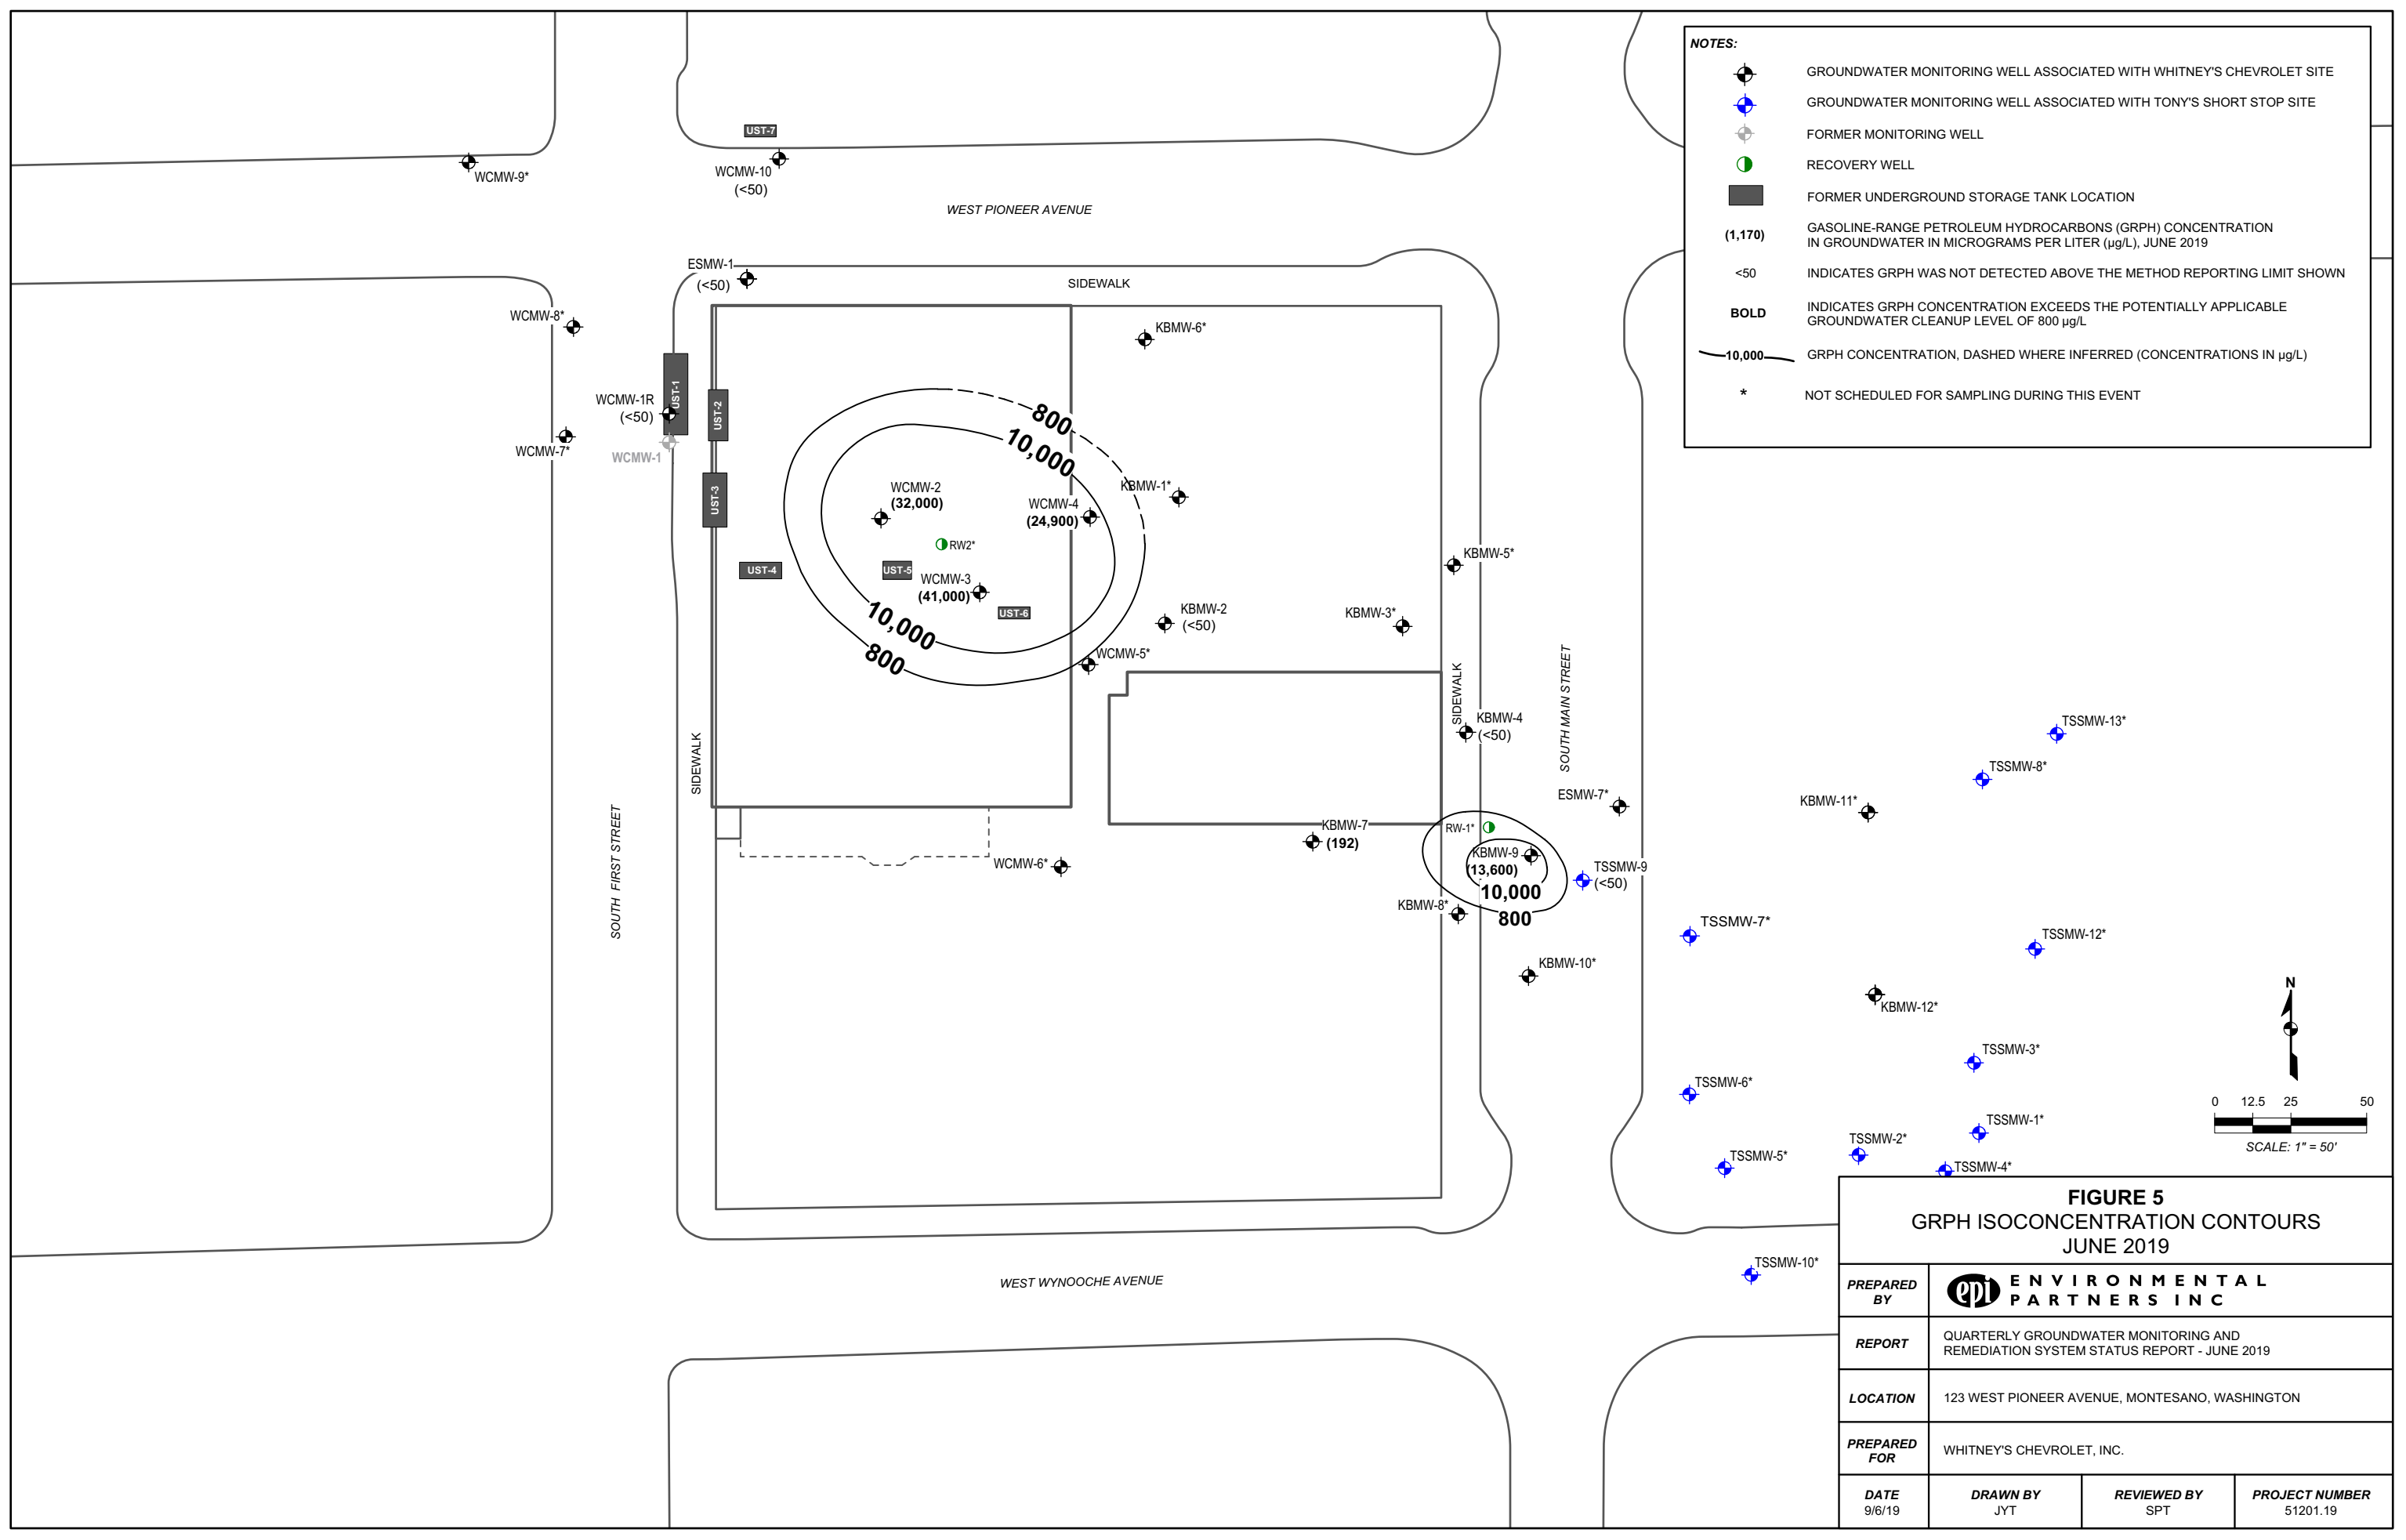 NOTES:
GROUNDWATER MONITORING WELL ASSOCIATED WITH WHITNEY'S CHEVROLET SITE
GROUNDWATER MONITORING WELL ASSOCIATED WITH TONY'S SHORT STOP SITE
FORMER MONITORING WELL
RECOVERY WELL
FORMER UNDERGROUND STORAGE TANK LOCATION
(1,170) GASOLINE-RANGE PETROLEUM HYDROCARBONS (GRPH) CONCENTRATION
IN GROUNDWATER IN MICROGRAMS PER LITER (µg/L), JUNE 2019
<50 INDICATES GRPH WAS NOT DETECTED ABOVE THE METHOD REPORTING LIMIT SHOWN
BOLD INDICATES GRPH CONCENTRATION EXCEEDS THE POTENTIALLY APPLICABLE
GROUNDWATER CLEANUP LEVEL OF 800 µg/L
10,000 GRPH CONCENTRATION, DASHED WHERE INFERRED (CONCENTRATIONS IN µg/L)
* NOT SCHEDULED FOR SAMPLING DURING THIS EVENT
UST-7
WCMW-9*
WCMW-10
(<50)
WEST PIONEER AVENUE
ESMW-1
(<50)
SIDEWALK
WCMW-8*
KBMW-6*
UST-1
UST-2
WCMW-1R
(<50)
WCMW-7*
WCMW-1
UST-3
800
10,000
WCMW-2
(32,000)
WCMW-4
(24,900)
KBMW-1*
RW2*
UST-4
UST-5
WCMW-3
(41,000)
UST-6
10,000
800
KBMW-5*
KBMW-2
(<50)
KBMW-3*
WCMW-5*
SIDEWALK
SOUTH MAIN STREET
KBMW-4
(<50)
SIDEWALK
SOUTH FIRST STREET
TSSMW-13*
TSSMW-8*
ESMW-7*
KBMW-11*
KBMW-7
(192)
RW-1*
KBMW-9
(13,600)
10,000
800
WCMW-6*
TSSMW-9
(<50)
KBMW-8*
TSSMW-7*
TSSMW-12*
KBMW-10*
KBMW-12*
TSSMW-3*
TSSMW-6*
TSSMW-1*
TSSMW-2*
TSSMW-5*
TSSMW-4*
N
0 12.5 25 50
SCALE: 1" = 50'
WEST WYNOOCHE AVENUE
TSSMW-10*
FIGURE 5
GRPH ISOCONCENTRATION CONTOURS
JUNE 2019
PREPARED
BY
epi ENVIRONMENTAL
PARTNERS INC
REPORT
QUARTERLY GROUNDWATER MONITORING AND
REMEDIATION SYSTEM STATUS REPORT - JUNE 2019
LOCATION
123 WEST PIONEER AVENUE, MONTESANO, WASHINGTON
PREPARED
FOR
WHITNEY'S CHEVROLET, INC.
DATE
9/6/19
DRAWN BY
JYT
REVIEWED BY
SPT
PROJECT NUMBER
51201.19